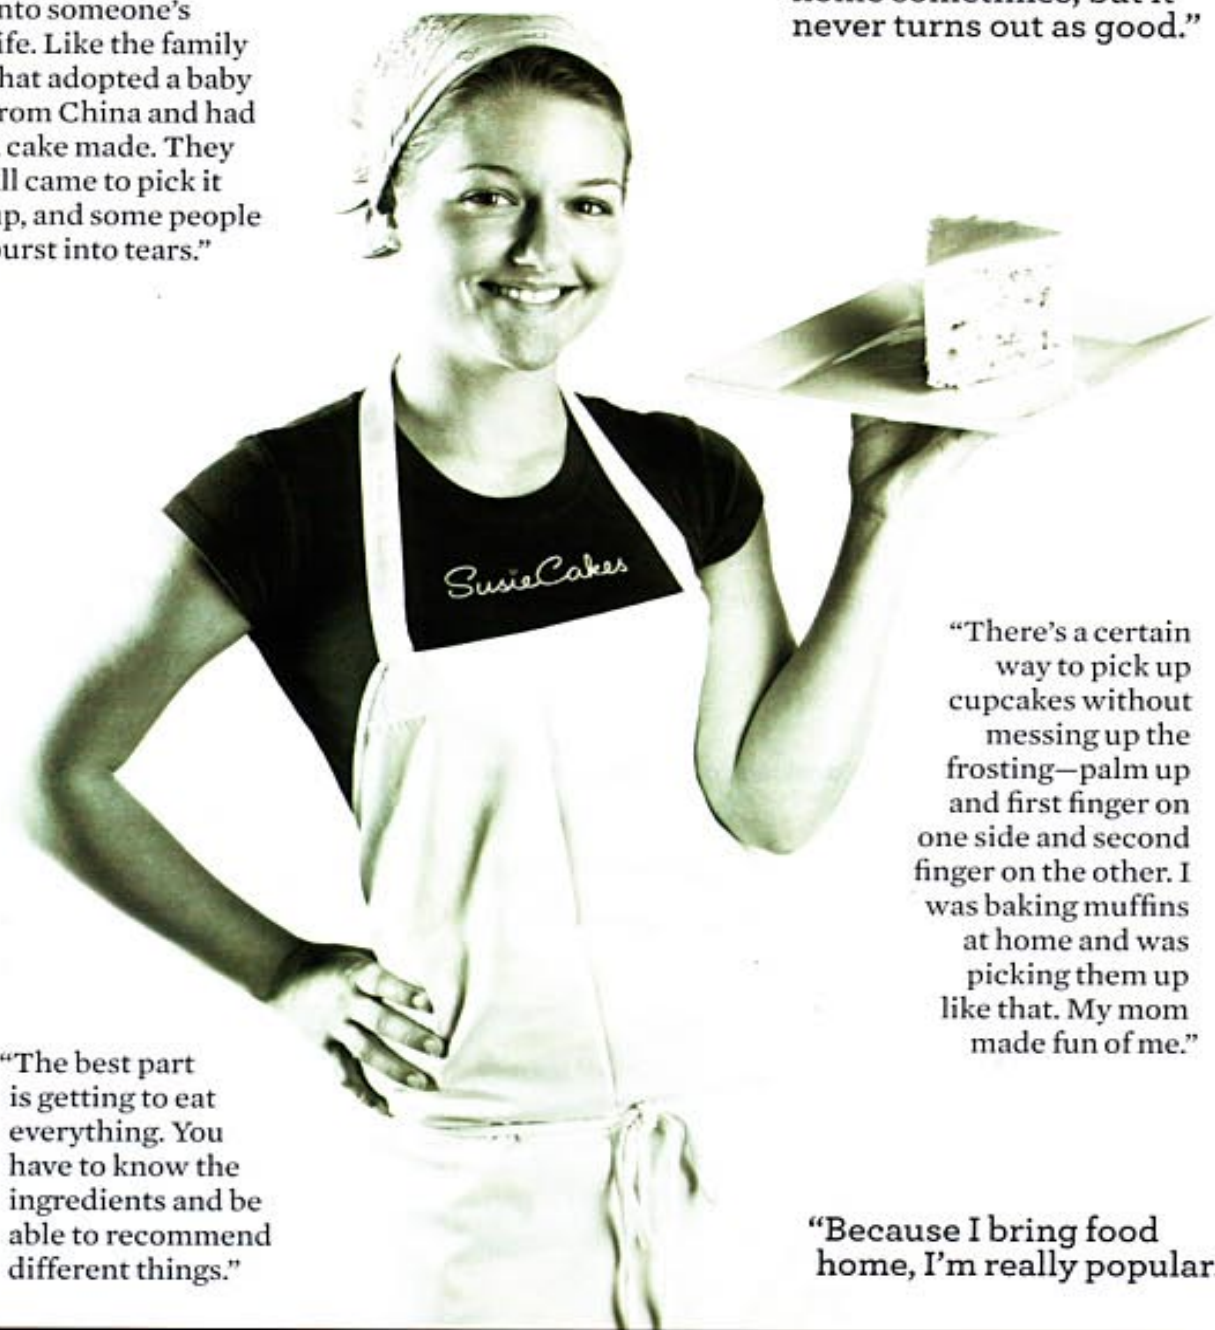 into someone's
life. Like the family
that adopted a baby
from China and had
a cake made. They
all came to pick it
up, and some people
burst into tears."
home sometimes, but it
never turns out as good."
SusieCakes
"There's a certain
way to pick up
cupcakes without
messing up the
frosting—palm up
and first finger on
one side and second
finger on the other. I
was baking muffins
at home and was
picking them up
like that. My mom
made fun of me."
"The best part
is getting to eat
everything. You
have to know the
ingredients and be
able to recommend
different things."
"Because I bring food
home, I'm really popular.